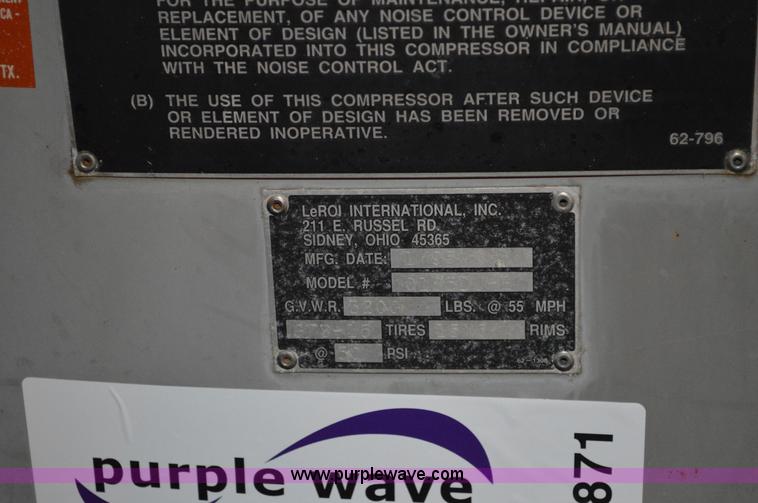 CA-
TX.
FOR THE PURPOSE OF MAINTENANCE, REPAIR, OR
REPLACEMENT, OF ANY NOISE CONTROL DEVICE OR
ELEMENT OF DESIGN (LISTED IN THE OWNER'S MANUAL)
INCORPORATED INTO THIS COMPRESSOR IN COMPLIANCE
WITH THE NOISE CONTROL ACT.
(B) THE USE OF THIS COMPRESSOR AFTER SUCH DEVICE
OR ELEMENT OF DESIGN HAS BEEN REMOVED OR
RENDERED INOPERATIVE.
62-796
LeROI INTERNATIONAL, INC.
211 E. RUSSEL RD.
SIDNEY, OHIO 45365
MFG. DATE:
MODEL #
G.V.W.R. LBS. @ 55 MPH
TIRES RIMS
@ PSI
purple wave
871
www.purplewave.com